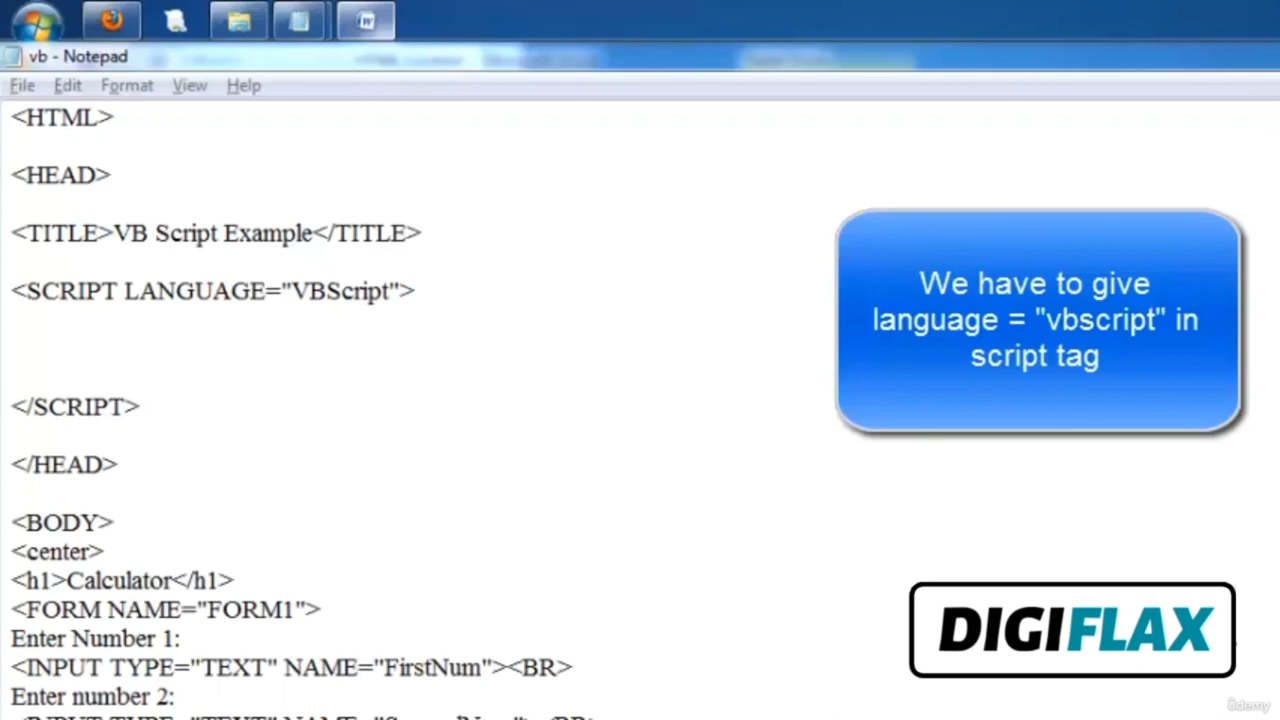 vb - Notepad
File Edit Format View Help
<HTML>
<HEAD>
<TITLE>VB Script Example</TITLE>
<SCRIPT LANGUAGE="VBScript">
</SCRIPT>
</HEAD>
<BODY>
<center>
<h1>Calculator</h1>
<FORM NAME="FORM1">
Enter Number 1:
<INPUT TYPE="TEXT" NAME="FirstNum"><BR>
Enter number 2:
We have to give
language = "vbscript" in
script tag
DIGIFLAX
ûdemy